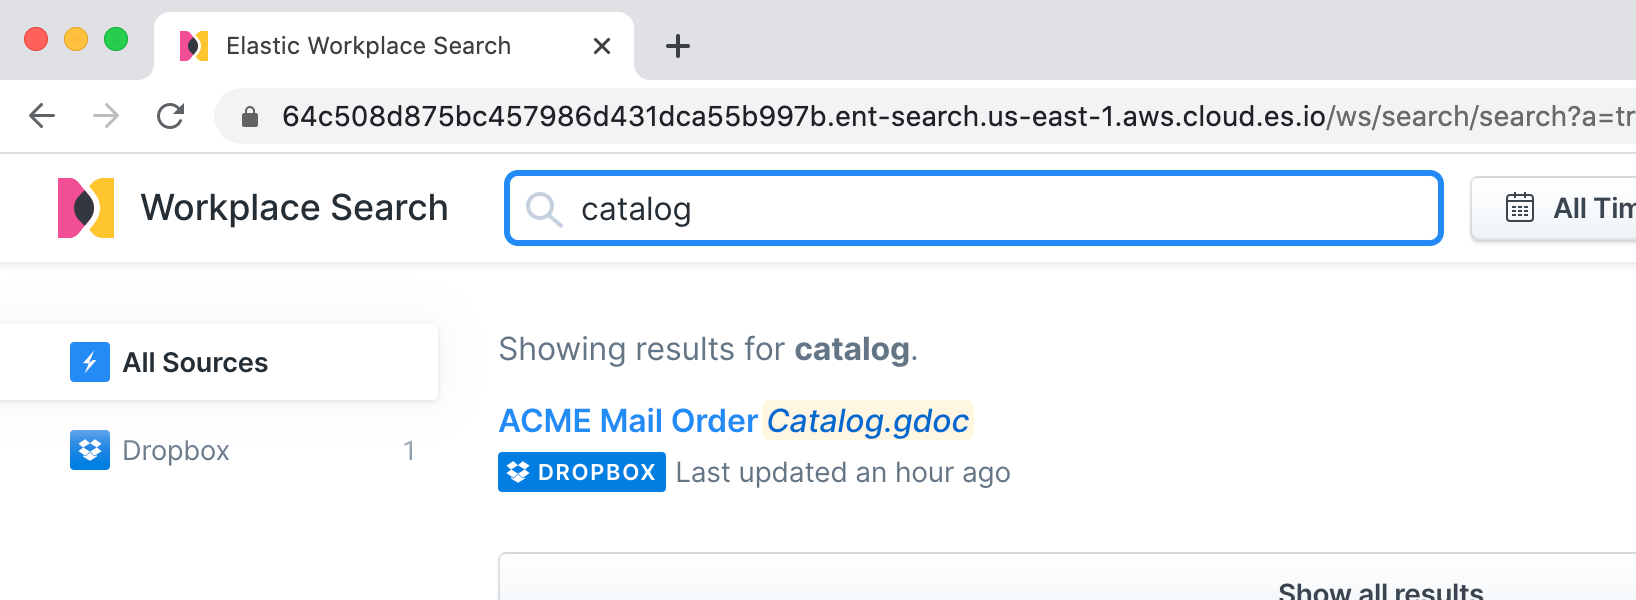 Elastic Workplace Search
64c508d875bc457986d431dca55b997b.ent-search.us-east-1.aws.cloud.es.io/ws/search/search?a=tr
Workplace Search
catalog
All Tim
All Sources
Showing results for catalog.
ACME Mail Order Catalog.gdoc
Dropbox 1
DROPBOX Last updated an hour ago
Show all results